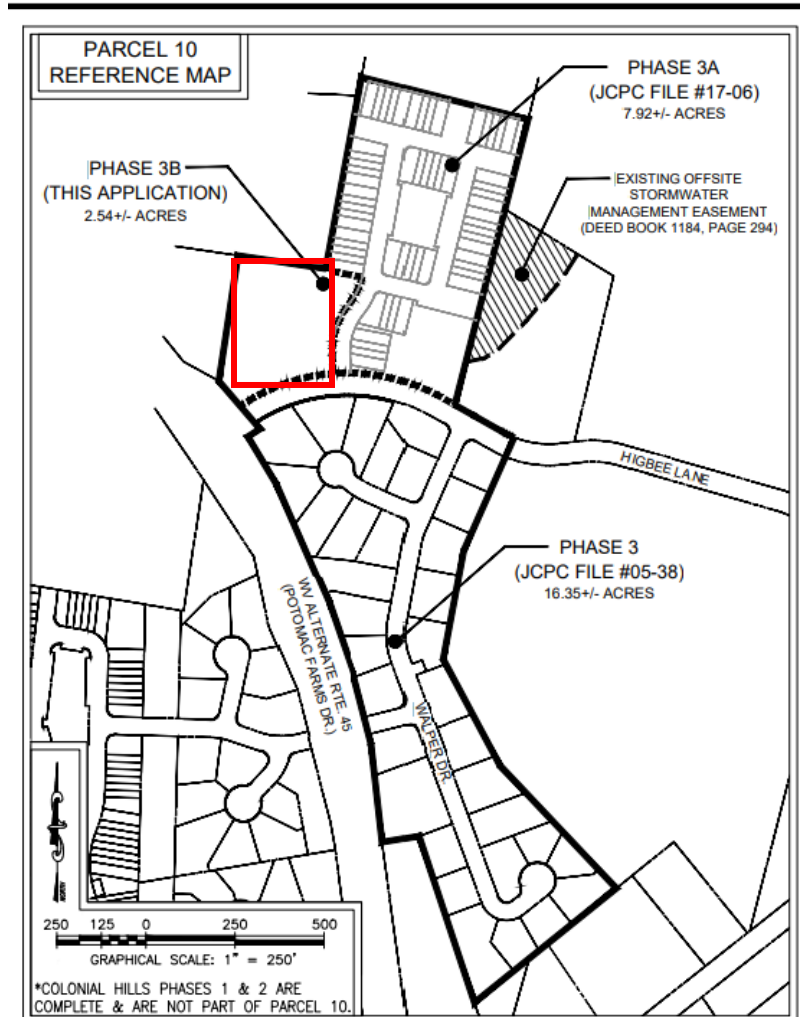 PARCEL 10
REFERENCE MAP
PHASE 3A
(JCPC FILE #17-06)
7.92+/- ACRES
PHASE 3B
(THIS APPLICATION)
2.54+/- ACRES
EXISTING OFFSITE
STORMWATER
MANAGEMENT EASEMENT
(DEED BOOK 1184, PAGE 294)
HIGBEE LANE
PHASE 3
(JCPC FILE #05-38)
16.35+/- ACRES
WV ALTERNATE RTE. 45
(POTOMAC FARMS DR.)
WALPER DR.
NORTH
250 125 0 250 500
GRAPHICAL SCALE: 1" = 250'
*COLONIAL HILLS PHASES 1 & 2 ARE
COMPLETE & ARE NOT PART OF PARCEL 10.